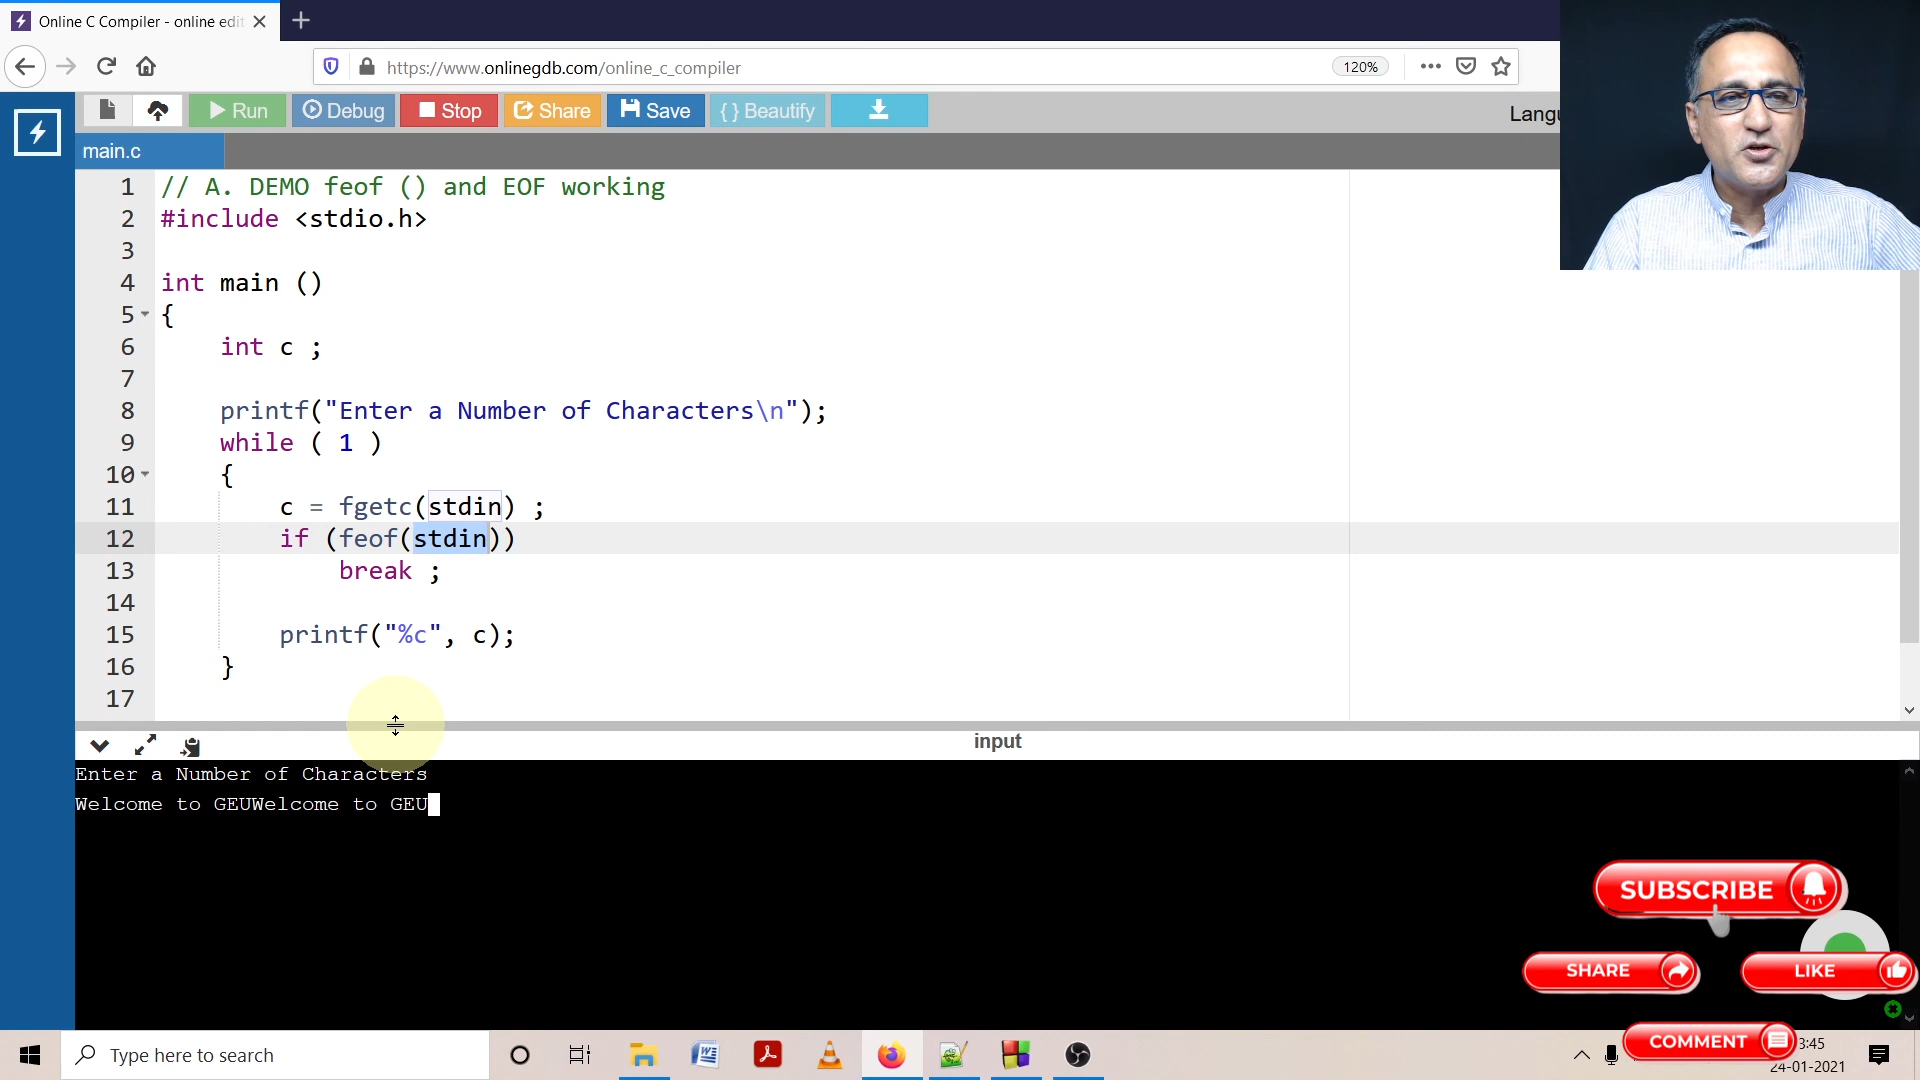 Online C Compiler - online edit
https://www.onlinegdb.com/online_c_compiler
120%
Run
Debug
Stop
Share
Save
{ } Beautify
Langu
main.c
1 // A. DEMO feof () and EOF working
2 #include <stdio.h>
3
4 int main ()
5 {
6 int c ;
7
8 printf("Enter a Number of Characters\n");
9 while ( 1 )
10 {
11 c = fgetc(stdin) ;
12 if (feof(stdin))
13 break ;
14
15 printf("%c", c);
16 }
17
input
Enter a Number of Characters
Welcome to GEUWelcome to GEU
SUBSCRIBE
SHARE
LIKE
COMMENT
Type here to search
3:45
24-01-2021